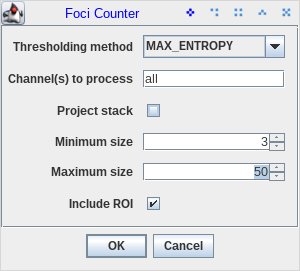 Foci Counter
Thresholding method MAX_ENTROPY
Channel(s) to process all
Project stack
Minimum size 3
Maximum size 50
Include ROI
OK Cancel